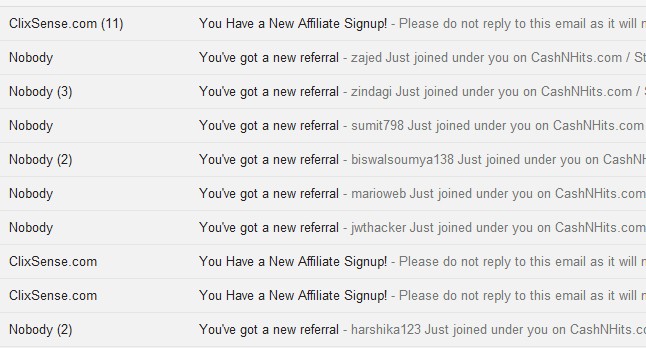 ClixSense.com (11) You Have a New Affiliate Signup! - Please do not reply to this email as it will
Nobody You've got a new referral - zajed Just joined under you on CashNHits.com /
Nobody (3) You've got a new referral - zindagi Just joined under you on CashNHits.com /
Nobody You've got a new referral - sumit798 Just joined under you on CashNHits.com
Nobody (2) You've got a new referral - biswalsoumya138 Just joined under you on CashN
Nobody You've got a new referral - marioweb Just joined under you on CashNHits.com
Nobody You've got a new referral - jwthacker Just joined under you on CashNHits.com
ClixSense.com You Have a New Affiliate Signup! - Please do not reply to this email as it will
ClixSense.com You Have a New Affiliate Signup! - Please do not reply to this email as it will
Nobody (2) You've got a new referral - harshika123 Just joined under you on CashNHits.c